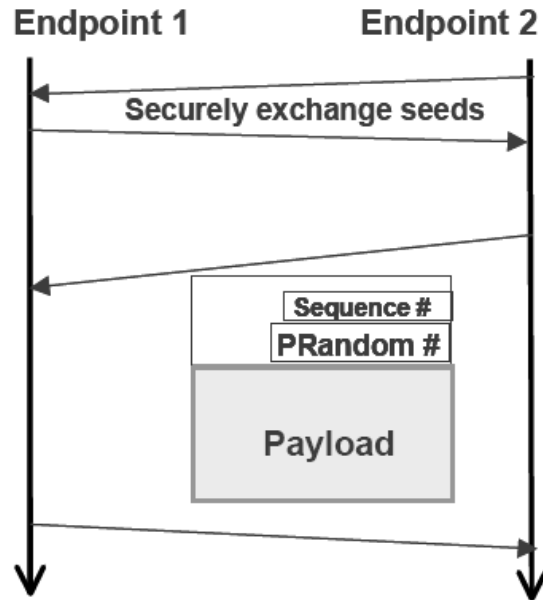 Endpoint 1 Endpoint 2
Securely exchange seeds
Sequence #
PRandom #
Payload